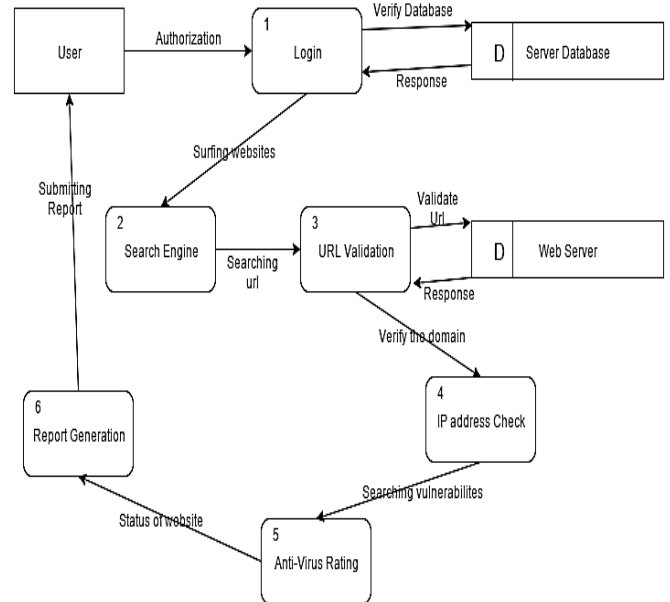 User
Authorization
1
Login
Verify Database
Response
D
Server Database
Surfing websites
2
Search Engine
Searching
url
3
URL Validation
Validate
Url
Response
D
Web Server
Verify the domain
4
IP address Check
Searching vulnerabilites
5
Anti-Virus Rating
Status of website
6
Report Generation
Submitting
Report